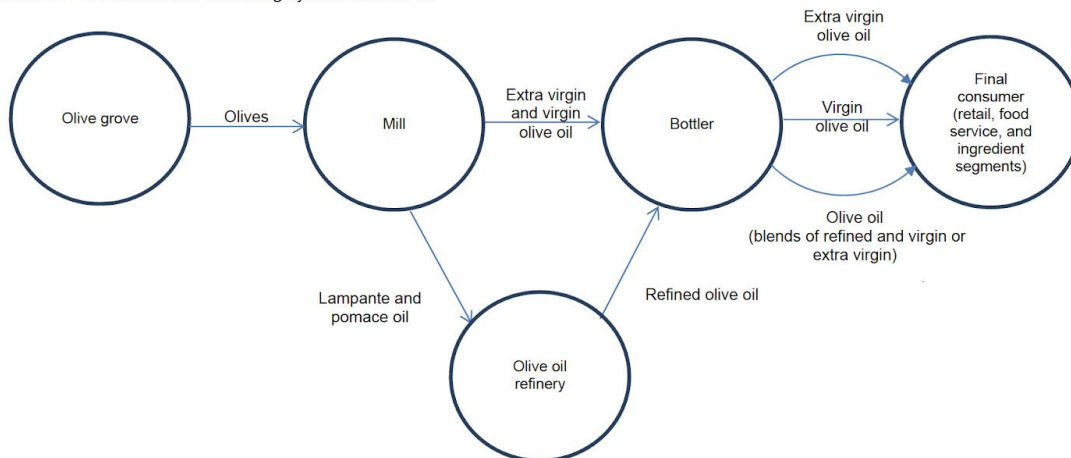 Olive grove
Olives
Mill
Extra virgin
and virgin
olive oil
Bottler
Extra virgin
olive oil
Virgin
olive oil
Olive oil
(blends of refined and virgin or
extra virgin)
Final
consumer
(retail, food
service, and
ingredient
segments)
Lampante and
pomace oil
Olive oil
refinery
Refined olive oil